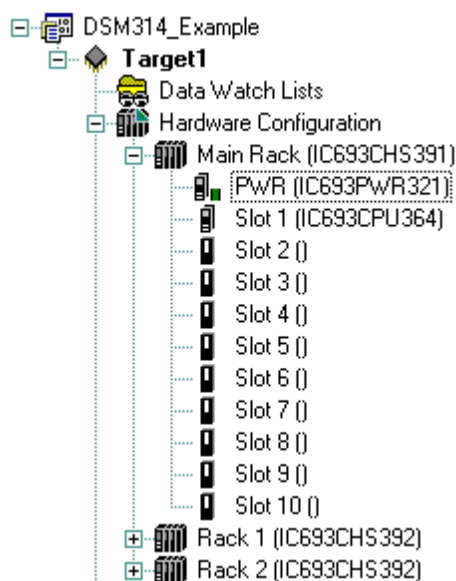 DSM314_Example
Target1
Data Watch Lists
Hardware Configuration
Main Rack (IC693CHS391)
PWR (IC693PWR321)
Slot 1 (IC693CPU364)
Slot 2 ()
Slot 3 ()
Slot 4 ()
Slot 5 ()
Slot 6 ()
Slot 7 ()
Slot 8 ()
Slot 9 ()
Slot 10 ()
Rack 1 (IC693CHS392)
Rack 2 (IC693CHS392)